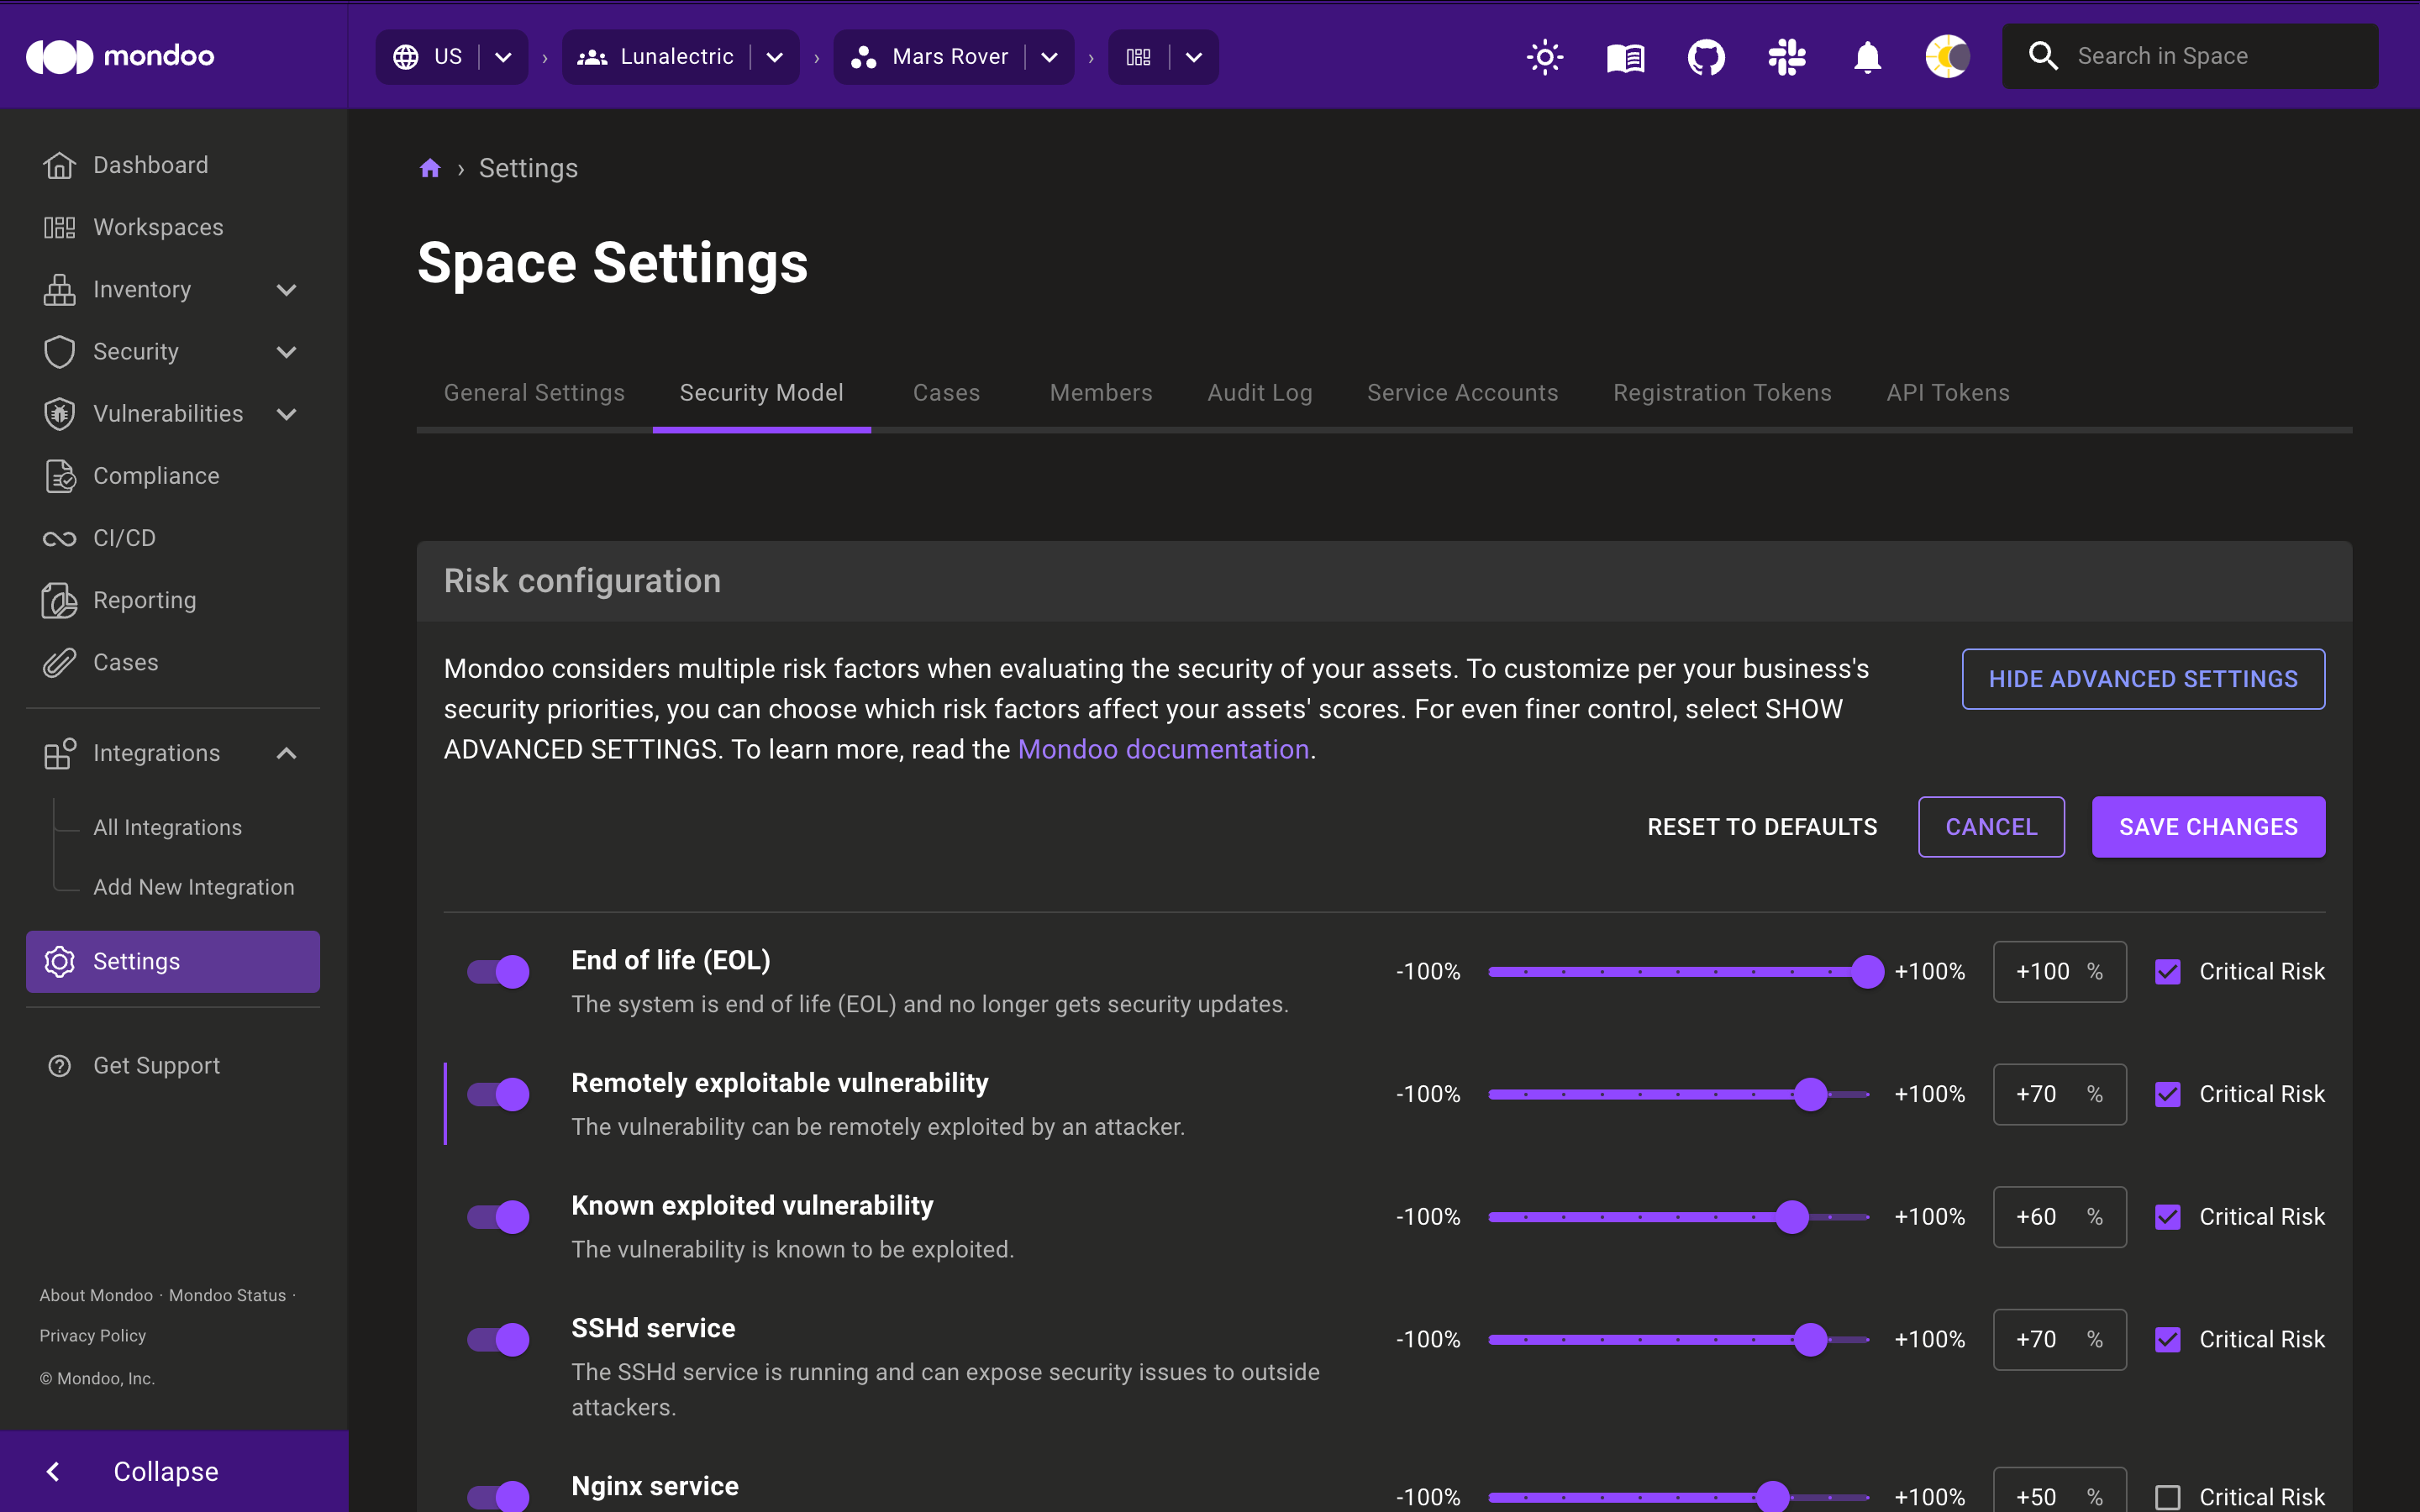 mondoo
US
Lunalectric
Mars Rover
Search in Space
Dashboard
Workspaces
Inventory
Security
Vulnerabilities
Compliance
CI/CD
Reporting
Cases
Integrations
All Integrations
Add New Integration
Settings
Get Support
About Mondoo · Mondoo Status ·
Privacy Policy
© Mondoo, Inc.
Collapse
› Settings
Space Settings
General Settings Security Model Cases Members Audit Log Service Accounts Registration Tokens API Tokens
Risk configuration
Mondoo considers multiple risk factors when evaluating the security of your assets. To customize per your business's
security priorities, you can choose which risk factors affect your assets' scores. For even finer control, select SHOW
ADVANCED SETTINGS. To learn more, read the Mondoo documentation.
HIDE ADVANCED SETTINGS
RESET TO DEFAULTS CANCEL SAVE CHANGES
End of life (EOL)
The system is end of life (EOL) and no longer gets security updates.
-100% +100% +100 % Critical Risk
Remotely exploitable vulnerability
The vulnerability can be remotely exploited by an attacker.
-100% +100% +70 % Critical Risk
Known exploited vulnerability
The vulnerability is known to be exploited.
-100% +100% +60 % Critical Risk
SSHd service
The SSHd service is running and can expose security issues to outside
attackers.
-100% +100% +70 % Critical Risk
Nginx service
-100% +100% +50 % Critical Risk